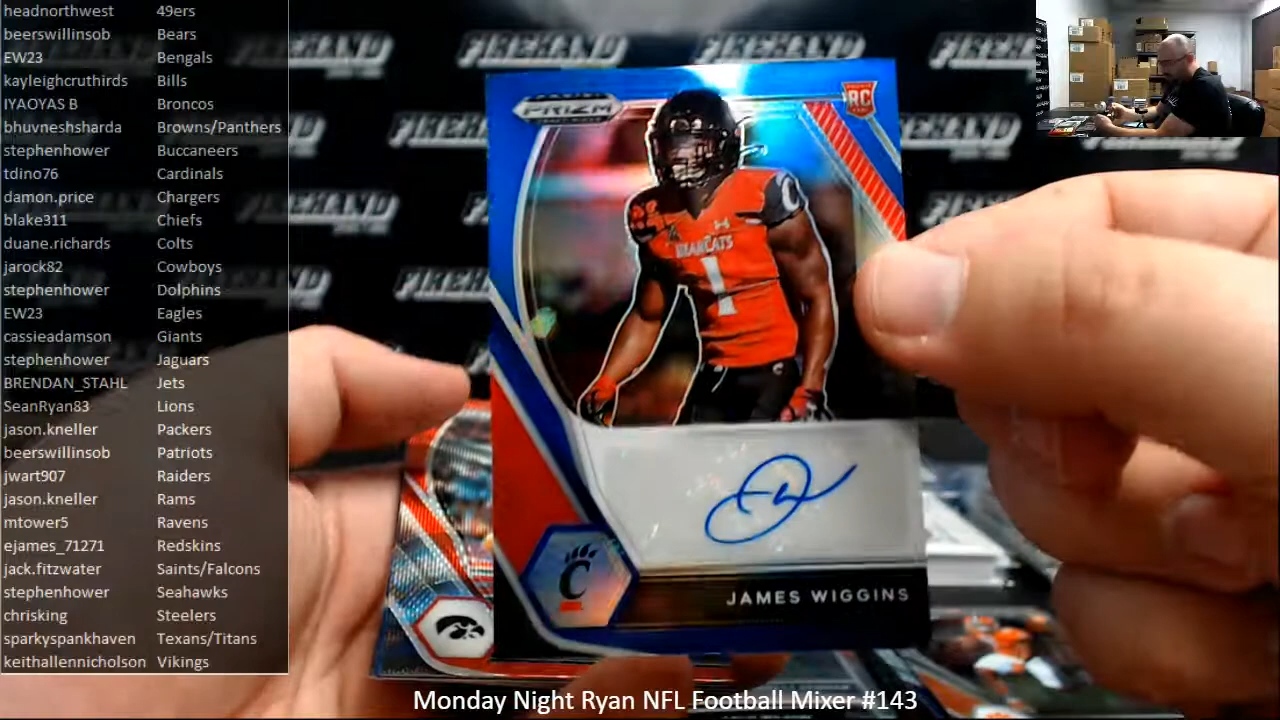 headnorthwest 49ers
beerswillinsob Bears
EW23 Bengals
kayleighcruthirds Bills
IYAOYAS B Broncos
bhuvneshsharda Browns/Panthers
stephenhower Buccaneers
tdino76 Cardinals
damon.price Chargers
blake311 Chiefs
duane.richards Colts
jarock82 Cowboys
stephenhower Dolphins
EW23 Eagles
cassieadamson Giants
stephenhower Jaguars
BRENDAN_STAHL Jets
SeanRyan83 Lions
jason.kneller Packers
beerswillinsob Patriots
jwart907 Raiders
jason.kneller Rams
mtower5 Ravens
ejames_71271 Redskins
jack.fitzwater Saints/Falcons
stephenhower Seahawks
chrisking Steelers
sparkyspankhaven Texans/Titans
keithallennicholson Vikings
FIREHAND
FIREHAND
FIREHAND
PRIZM
RC
BEARCATS
1
C
JAMES WIGGINS
Monday Night Ryan NFL Football Mixer #143